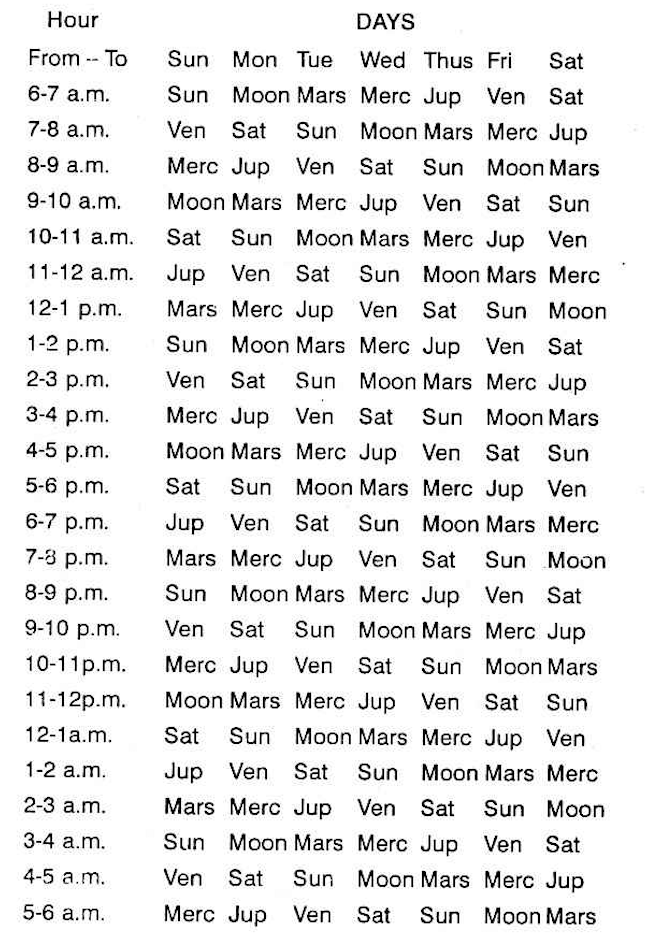 Hour DAYS
From -- To Sun Mon Tue Wed Thus Fri Sat
6-7 a.m. Sun Moon Mars Merc Jup Ven Sat
7-8 a.m. Ven Sat Sun Moon Mars Merc Jup
8-9 a.m. Merc Jup Ven Sat Sun Moon Mars
9-10 a.m. Moon Mars Merc Jup Ven Sat Sun
10-11 a.m. Sat Sun Moon Mars Merc Jup Ven
11-12 a.m. Jup Ven Sat Sun Moon Mars Merc
12-1 p.m. Mars Merc Jup Ven Sat Sun Moon
1-2 p.m. Sun Moon Mars Merc Jup Ven Sat
2-3 p.m. Ven Sat Sun Moon Mars Merc Jup
3-4 p.m. Merc Jup Ven Sat Sun Moon Mars
4-5 p.m. Moon Mars Merc Jup Ven Sat Sun
5-6 p.m. Sat Sun Moon Mars Merc Jup Ven
6-7 p.m. Jup Ven Sat Sun Moon Mars Merc
7-8 p.m. Mars Merc Jup Ven Sat Sun Moon
8-9 p.m. Sun Moon Mars Merc Jup Ven Sat
9-10 p.m. Ven Sat Sun Moon Mars Merc Jup
10-11p.m. Merc Jup Ven Sat Sun Moon Mars
11-12p.m. Moon Mars Merc Jup Ven Sat Sun
12-1a.m. Sat Sun Moon Mars Merc Jup Ven
1-2 a.m. Jup Ven Sat Sun Moon Mars Merc
2-3 a.m. Mars Merc Jup Ven Sat Sun Moon
3-4 a.m. Sun Moon Mars Merc Jup Ven Sat
4-5 a.m. Ven Sat Sun Moon Mars Merc Jup
5-6 a.m. Merc Jup Ven Sat Sun Moon Mars